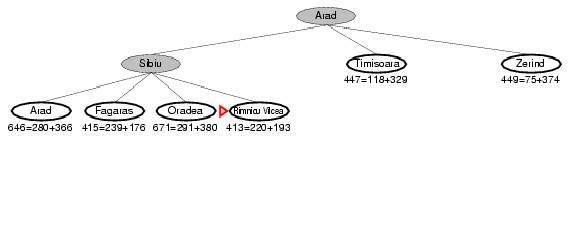 Arad
Sibiu
Timisoara
Zerind
447=118+329
449=75+374
Arad
Fagaras
Oradea
Rimnicu Vilcea
646=280+366
415=239+176
671=291+380
413=220+193